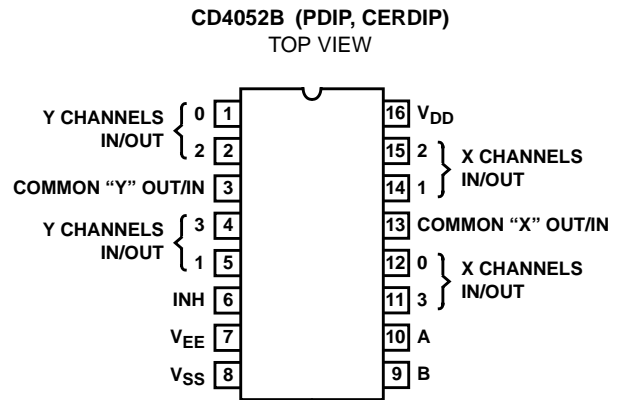 CD4052B (PDIP, CERDIP)
TOP VIEW
Y CHANNELS
IN/OUT
0 1
2 2
COMMON “Y” OUT/IN 3
Y CHANNELS
IN/OUT
3 4
1 5
INH 6
VEE 7
VSS 8
16 VDD
15 2
14 1
X CHANNELS
IN/OUT
13 COMMON “X” OUT/IN
12 0
11 3
X CHANNELS
IN/OUT
10 A
9 B